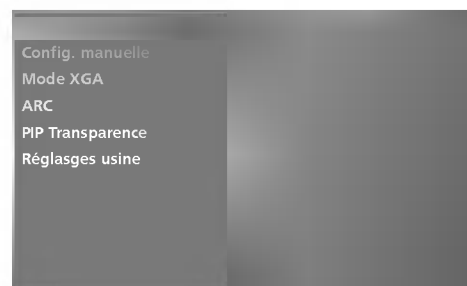 Config. manuelle
Mode XGA
ARC
PIP Transparence
Réglasges usine